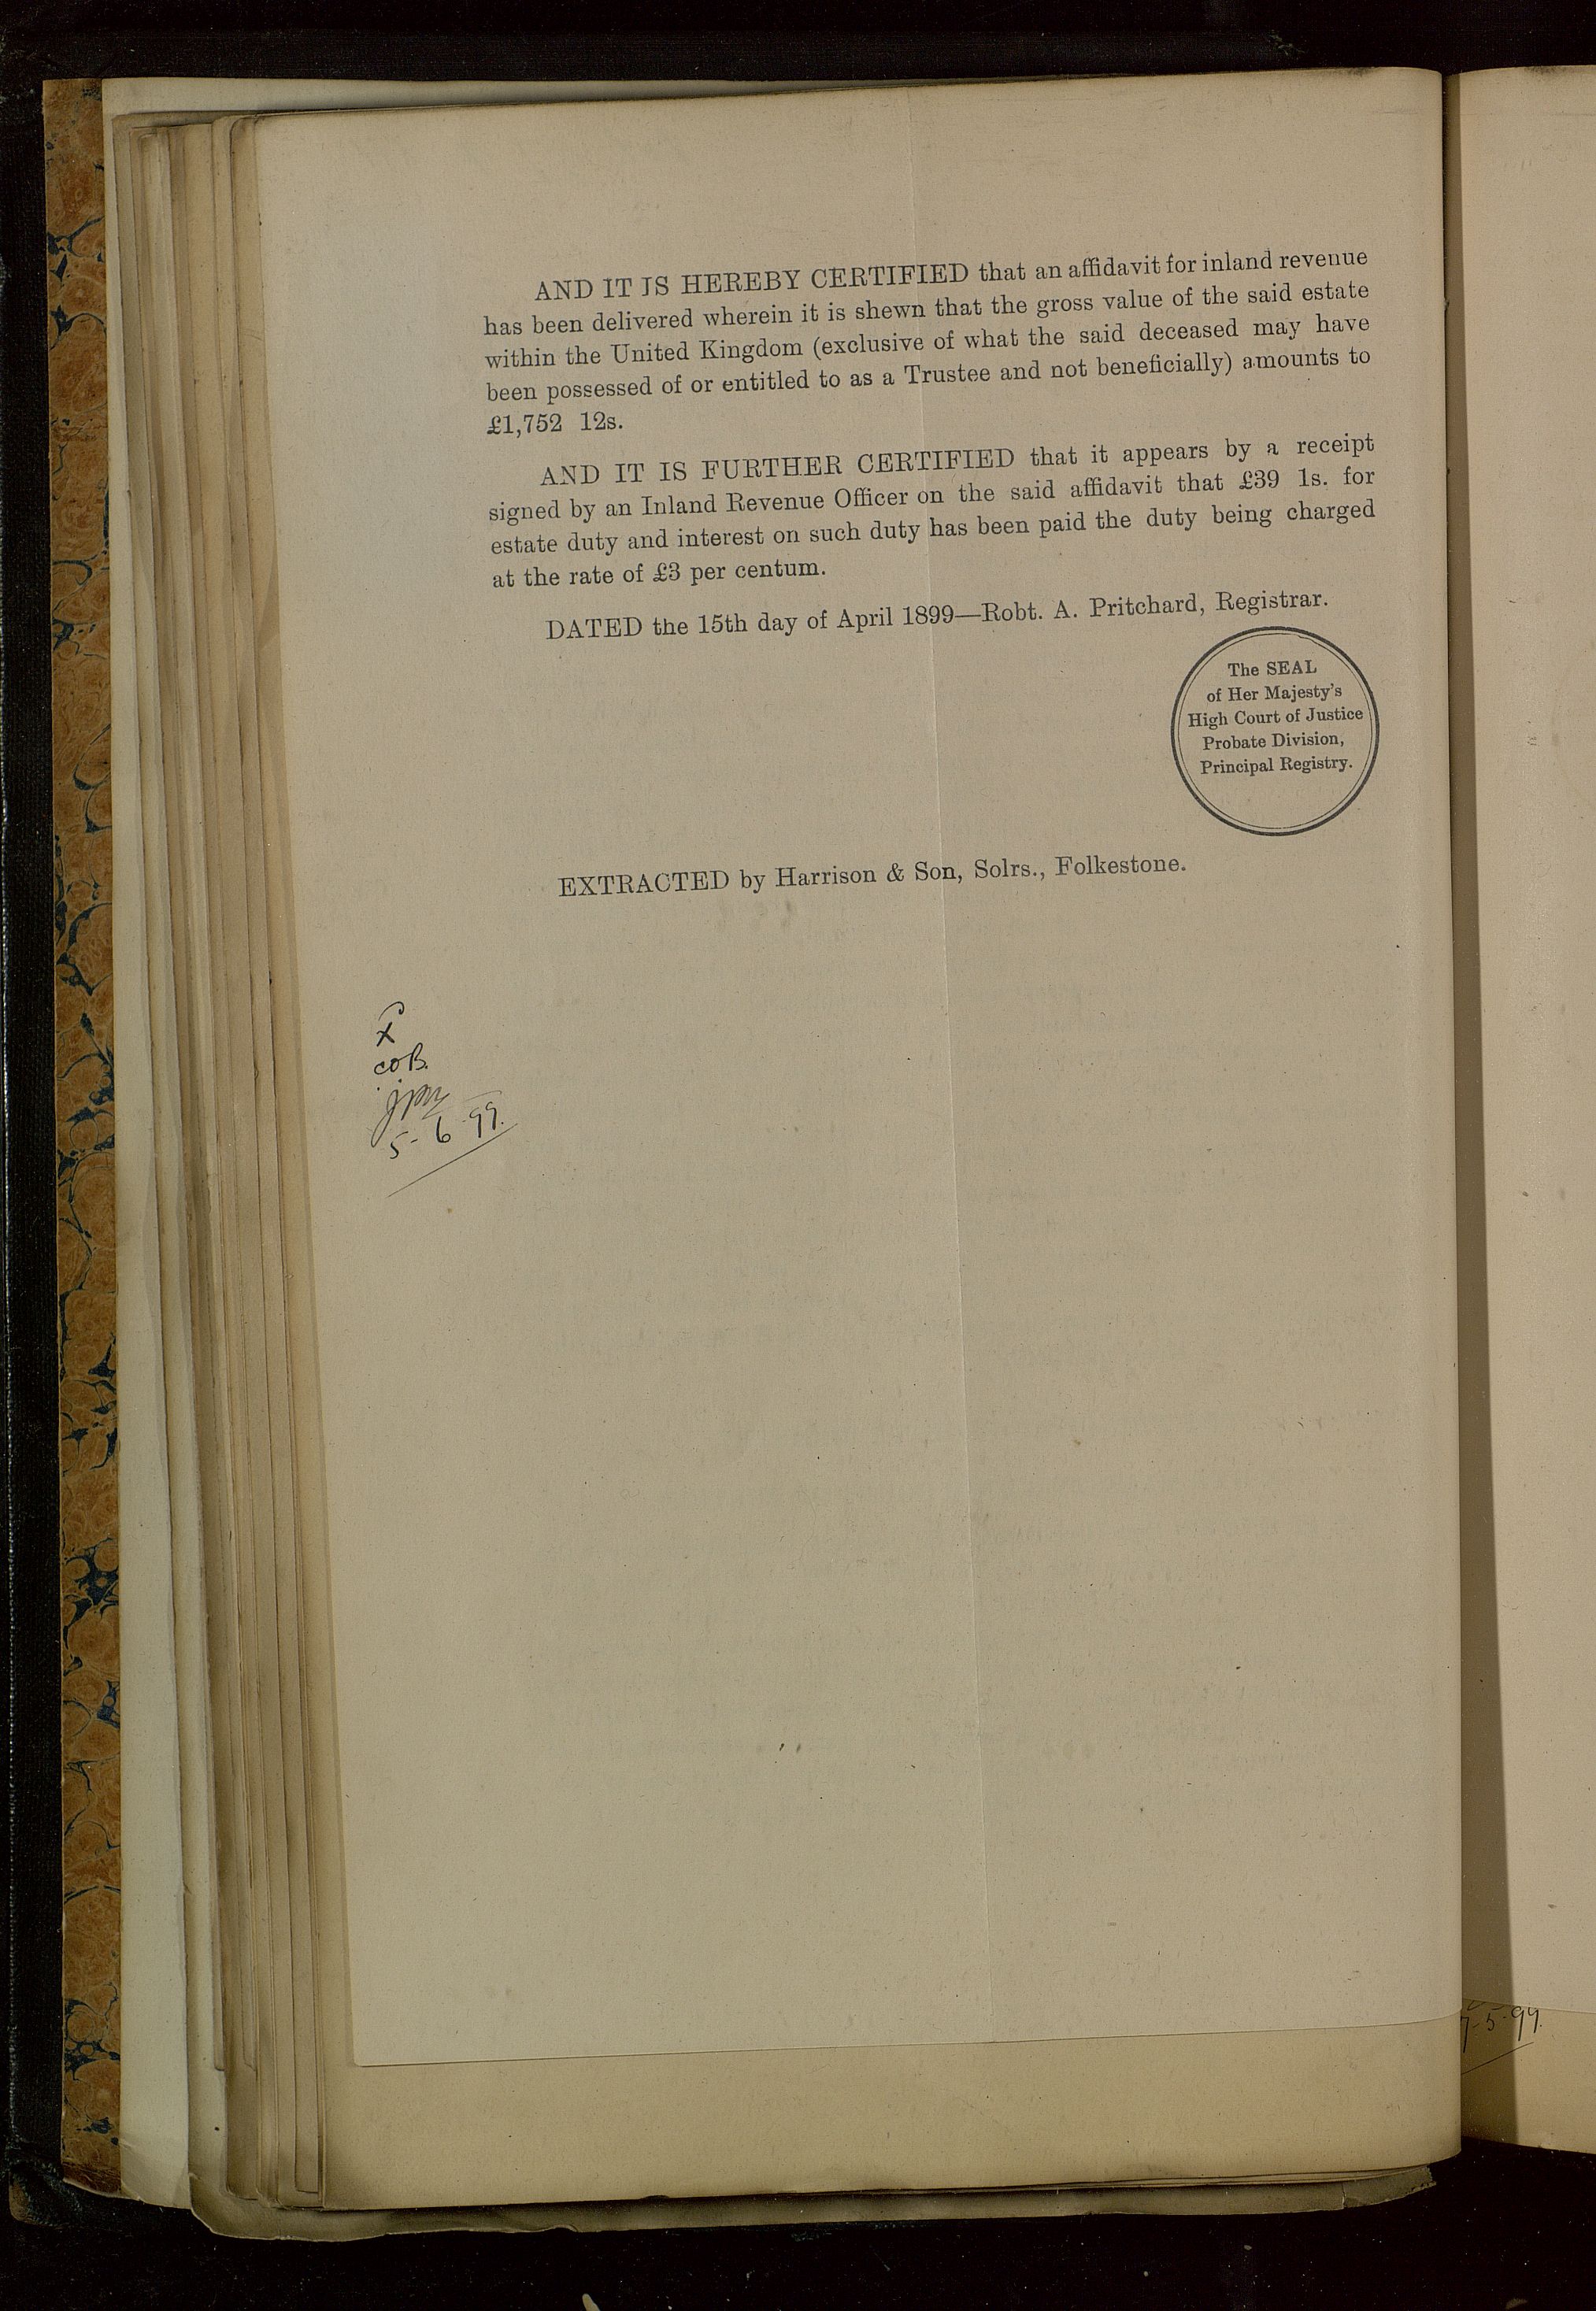 AND IT IS HEREBY CERTIFIED that an affidavit for inland revenue
has been delivered wherein it is shewn that the gross value of the said estate
within the United Kingdom (exclusive of what the said deceased may have
been possessed of or entitled to as a Trustee and not beneficially) amounts to
£1,752 12s.
AND IT IS FURTHER CERTIFIED that it appears by a receipt
signed by an Inland Revenue Officer on the said affidavit that £39 1s. for
estate duty and interest on such duty has been paid the duty being charged
at the rate of £3 per centum.
DATED the 15th day of April 1899—Robt. A. Pritchard, Registrar.
The SEAL
of Her Majesty's
High Court of Justice
Probate Division,
Principal Registry.
EXTRACTED by Harrison & Son, Solrs., Folkestone.
x
5-6-99.
-5-99.